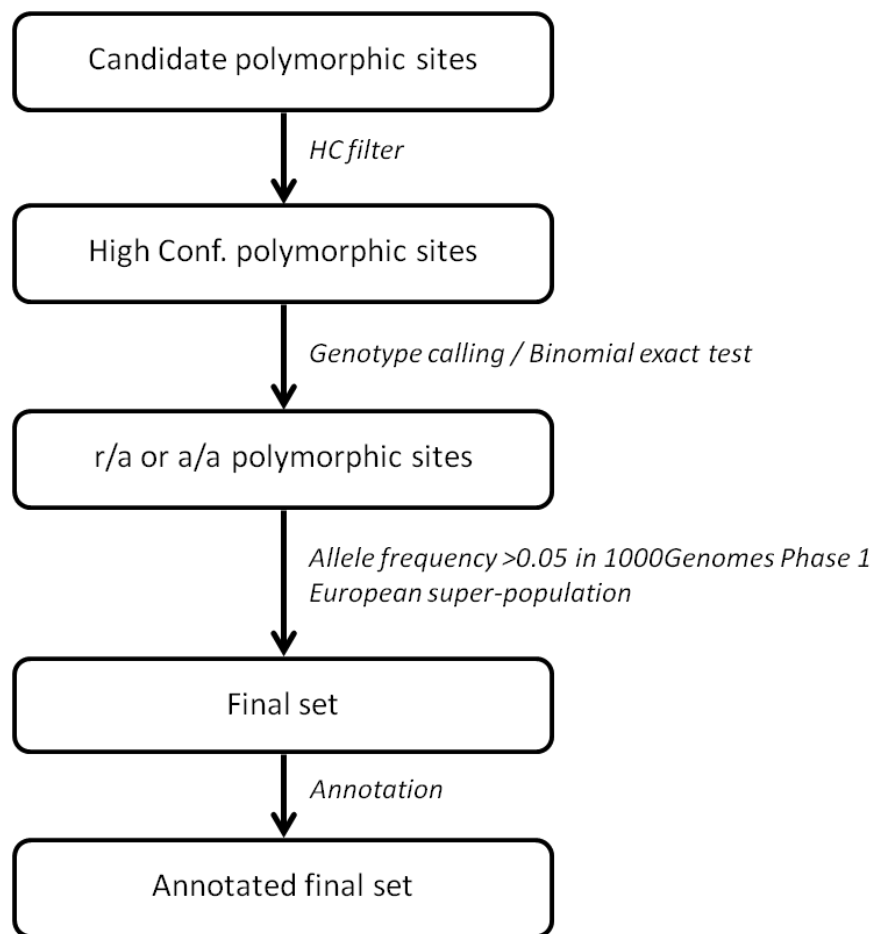 Candidate polymorphic sites
HC filter
High Conf. polymorphic sites
Genotype calling / Binomial exact test
r/a or a/a polymorphic sites
Allele frequency >0.05 in 1000Genomes Phase 1
European super-population
Final set
Annotation
Annotated final set